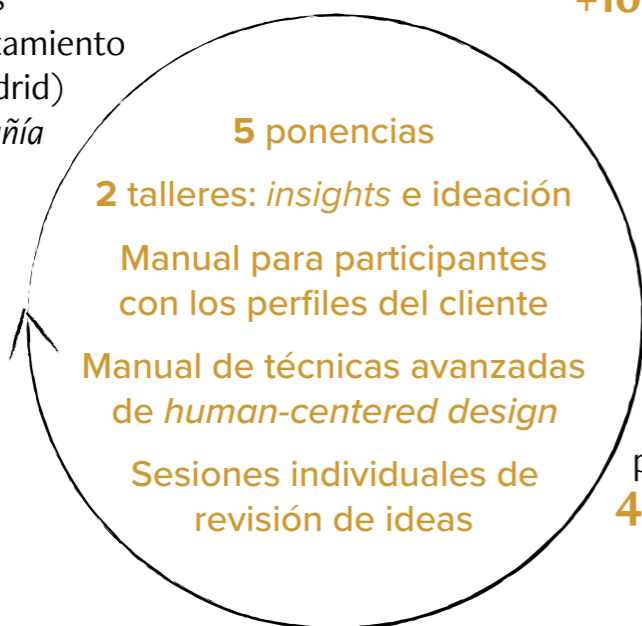 5 ponencias
2 talleres: insights e ideación
Manual para participantes
con los perfiles del cliente
Manual de técnicas avanzadas
de human-centered design
Sesiones individuales de
revisión de ideas